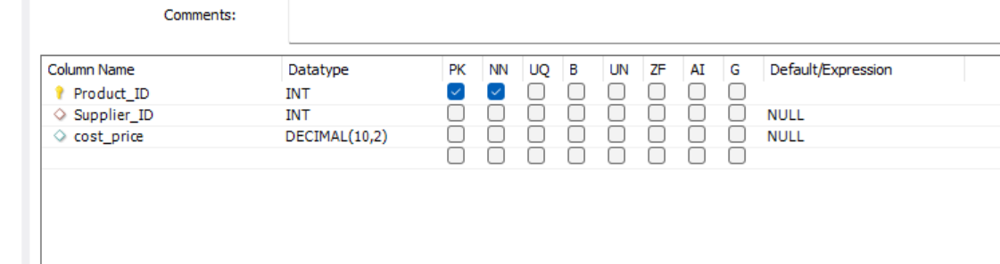 Comments:
Column Name Datatype PK NN UQ B UN ZF AI G Default/Expression
Product_ID INT
Supplier_ID INT NULL
cost_price DECIMAL(10,2) NULL